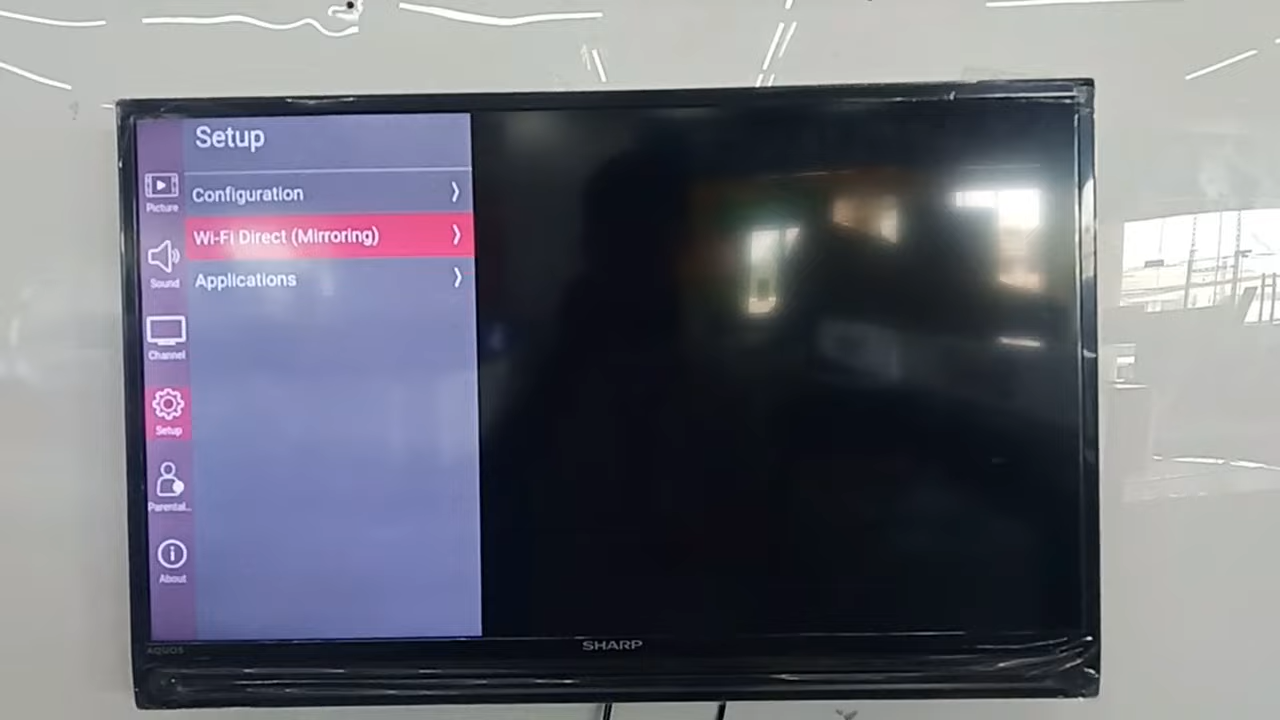 Setup
Configuration
Wi-Fi Direct (Mirroring)
Applications
Picture
Sound
Channel
Setup
Parental...
About
AQUOS
SHARP